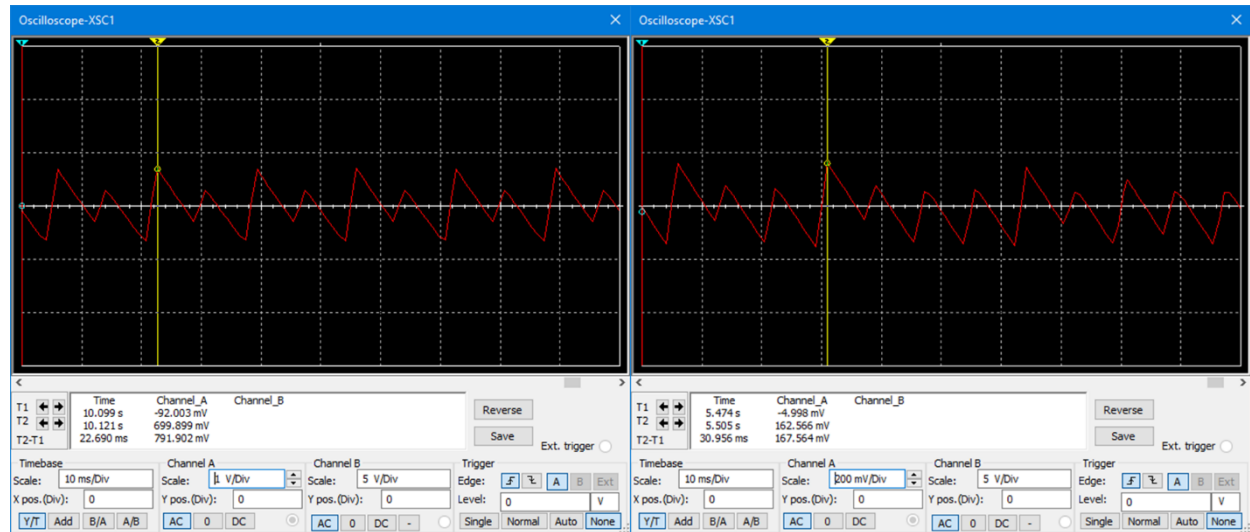 Oscilloscope-XSC1
1
2
T1
T2
T2-T1
Time Channel_A Channel_B
10.099 s -92.003 mV
10.121 s 699.899 mV
22.690 ms 791.902 mV
Reverse
Save
Ext. trigger
Timebase
Scale: 10 ms/Div
X pos.(Div): 0
Y/T Add B/A A/B
Channel A
Scale: 1 V/Div
Y pos.(Div): 0
AC 0 DC
Channel B
Scale: 5 V/Div
Y pos.(Div): 0
AC 0 DC -
Trigger
Edge: A B Ext
Level: 0 V
Single Normal Auto None
Oscilloscope-XSC1
1
2
T1
T2
T2-T1
Time Channel_A Channel_B
5.474 s -4.998 mV
5.505 s 162.566 mV
30.956 ms 167.564 mV
Reverse
Save
Ext. trigger
Timebase
Scale: 10 ms/Div
X pos.(Div): 0
Y/T Add B/A A/B
Channel A
Scale: 200 mV/Div
Y pos.(Div): 0
AC 0 DC
Channel B
Scale: 5 V/Div
Y pos.(Div): 0
AC 0 DC -
Trigger
Edge: A B Ext
Level: 0 V
Single Normal Auto None